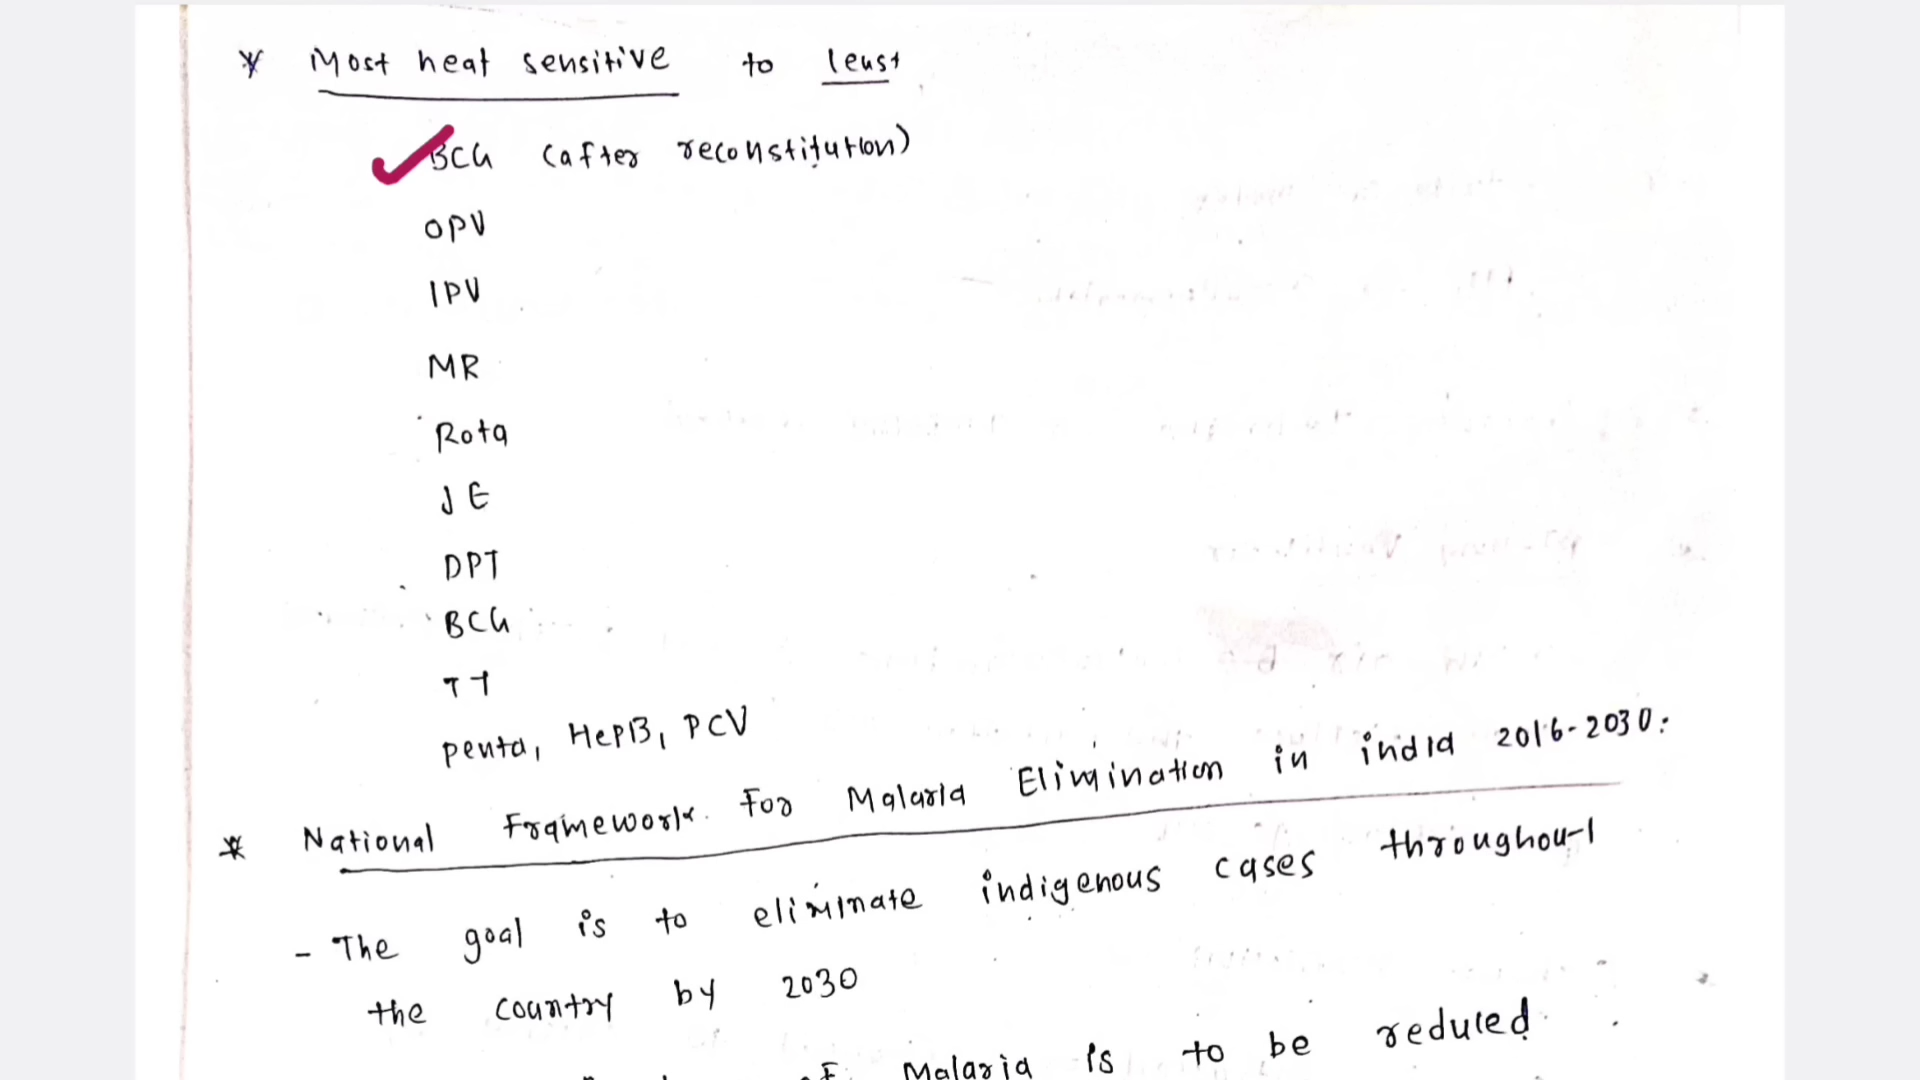 * Most heat sensitive to least
BCG (after reconstitution)
OPV
IPV
MR
Rota
JE
DPT
BCG
TT
Penta, HepB, PCV
* National Framework For Malaria Elimination in india 2016-2030:
- The goal is to eliminate indigenous cases throughout
the country by 2030
of Malaria is to be reduced